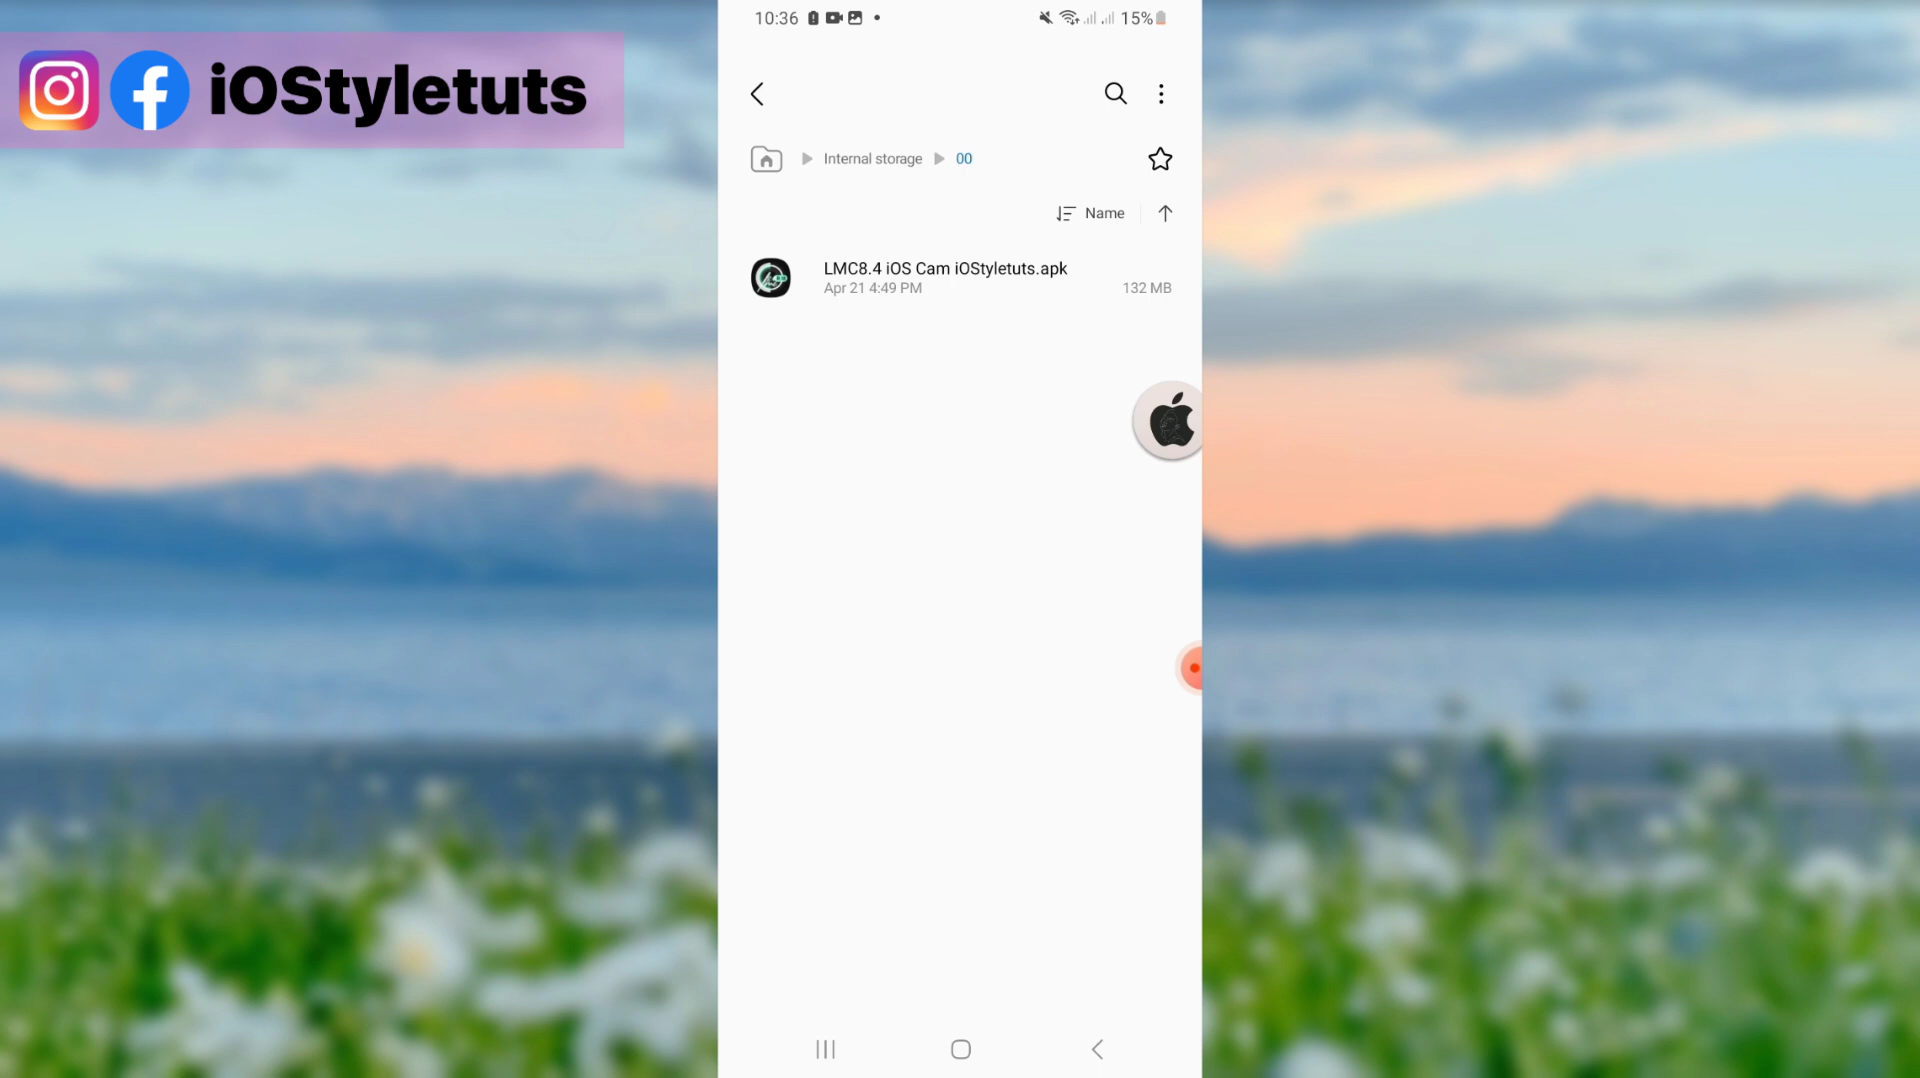 iOStyletuts
10:36
15%
Internal storage
00
Name
LMC8.4 iOS Cam iOStyletuts.apk
Apr 21 4:49 PM
132 MB